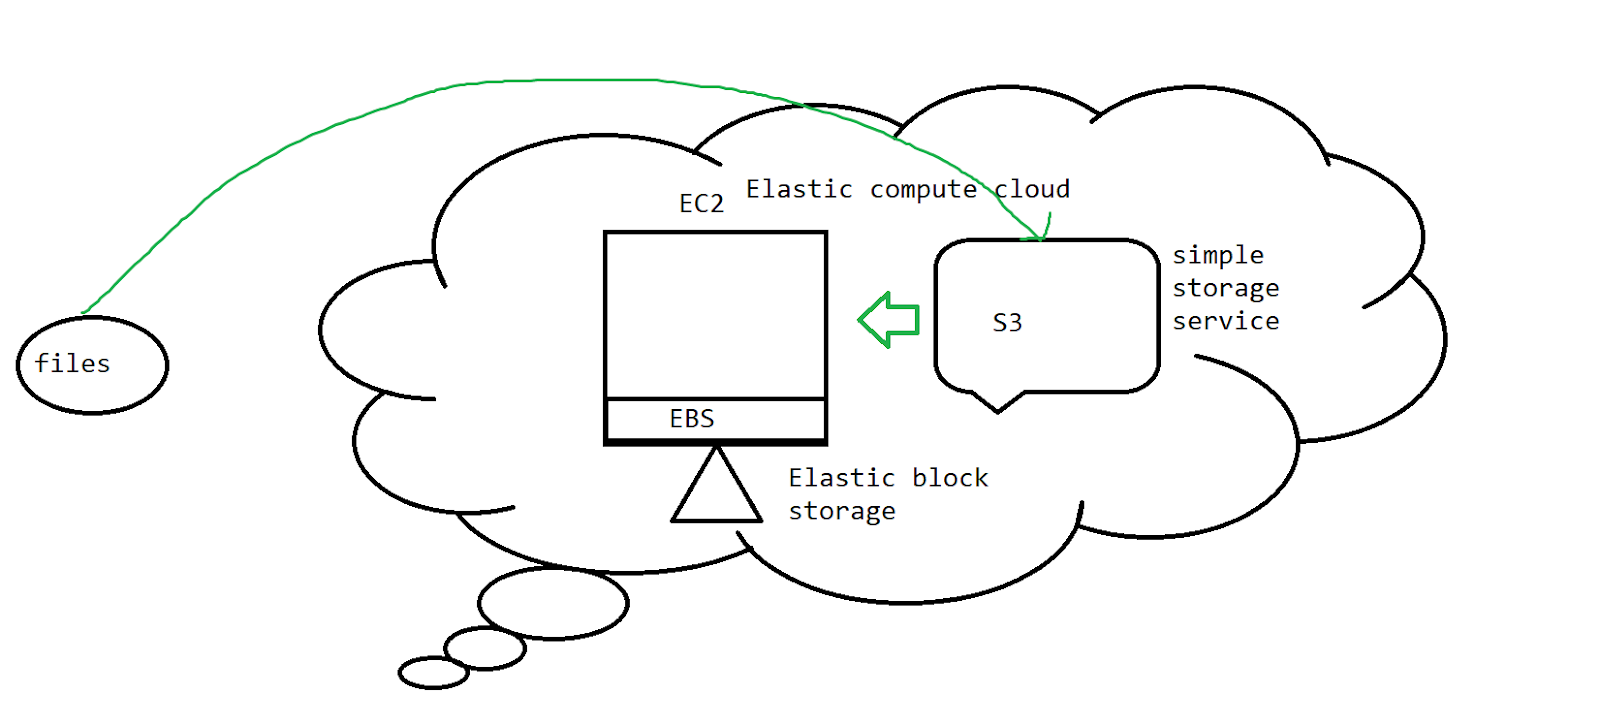 EC2 Elastic compute cloud
simple
storage
service
S3
files
EBS
Elastic block
storage